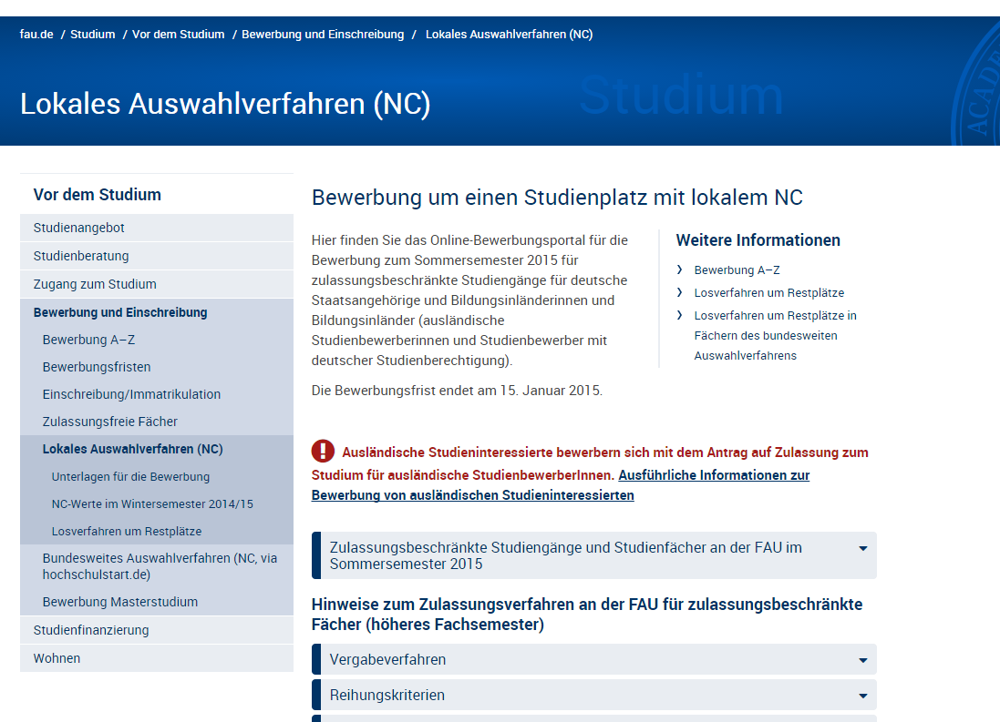 fau.de / Studium / Vor dem Studium / Bewerbung und Einschreibung / Lokales Auswahlverfahren (NC)
Studium
Lokales Auswahlverfahren (NC)
ACADE
Vor dem Studium
Studienangebot
Studienberatung
Zugang zum Studium
Bewerbung und Einschreibung
Bewerbung A–Z
Bewerbungsfristen
Einschreibung/Immatrikulation
Zulassungsfreie Fächer
Lokales Auswahlverfahren (NC)
Unterlagen für die Bewerbung
NC-Werte im Wintersemester 2014/15
Losverfahren um Restplätze
Bundesweites Auswahlverfahren (NC, via
hochschulstart.de)
Bewerbung Masterstudium
Studienfinanzierung
Wohnen
Bewerbung um einen Studienplatz mit lokalem NC
Hier finden Sie das Online-Bewerbungsportal für die
Bewerbung zum Sommersemester 2015 für
zulassungsbeschränkte Studiengänge für deutsche
Staatsangehörige und Bildungsinländerinnen und
Bildungsinländer (ausländische
Studienbewerberinnen und Studienbewerber mit
deutscher Studienberechtigung).
Die Bewerbungsfrist endet am 15. Januar 2015.
Weitere Informationen
Bewerbung A–Z
Losverfahren um Restplätze
Losverfahren um Restplätze in
Fächern des bundesweiten
Auswahlverfahrens
Ausländische Studieninteressierte bewerbern sich mit dem Antrag auf Zulassung zum
Studium für ausländische StudienbewerberInnen. Ausführliche Informationen zur
Bewerbung von ausländischen Studieninteressierten
Zulassungsbeschränkte Studiengänge und Studienfächer an der FAU im
Sommersemester 2015
Hinweise zum Zulassungsverfahren an der FAU für zulassungsbeschränkte
Fächer (höheres Fachsemester)
Vergabeverfahren
Reihungskriterien